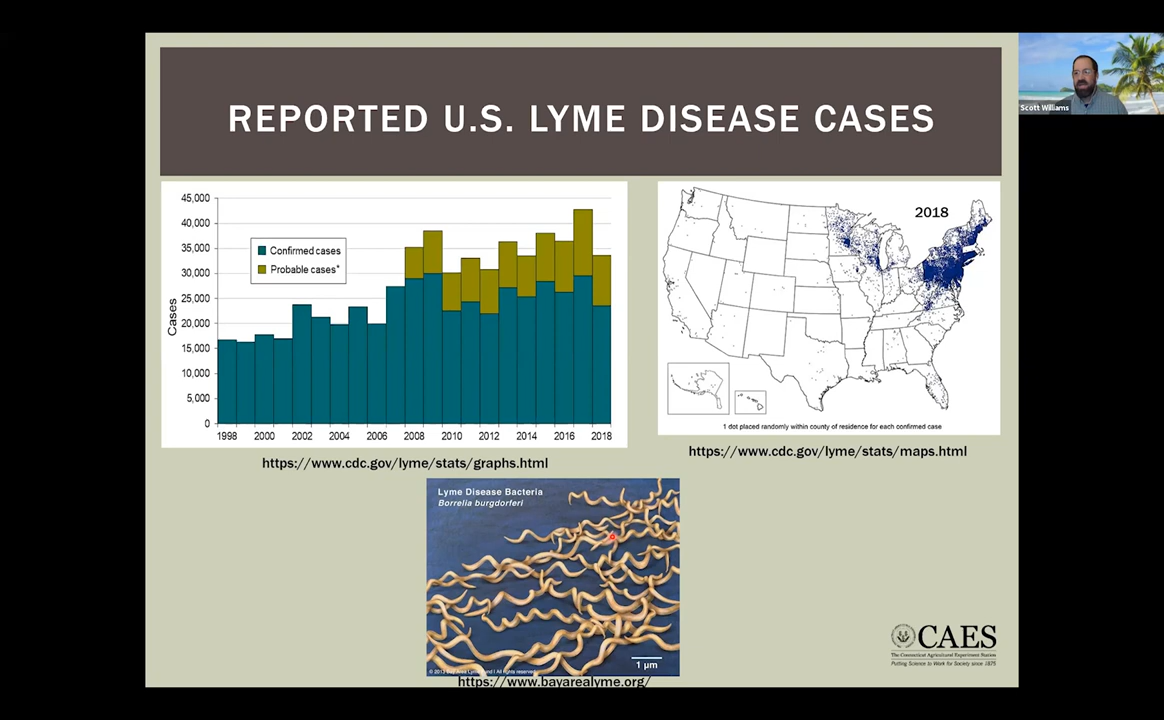 REPORTED U.S. LYME DISEASE CASES
Scott Williams
45,000
40,000
35,000
30,000
25,000
20,000
15,000
10,000
5,000
0
Cases
Confirmed cases
Probable cases*
1998 2000 2002 2004 2006 2008 2010 2012 2014 2016 2018
https://www.cdc.gov/lyme/stats/graphs.html
2018
1 dot placed randomly within county of residence for each confirmed case
https://www.cdc.gov/lyme/stats/maps.html
Lyme Disease Bacteria
Borrelia burgdorferi
1 µm
https://www.bayarealyme.org/
CAES
The Connecticut Agricultural Experiment Station
Putting Science to Work for Society since 1875